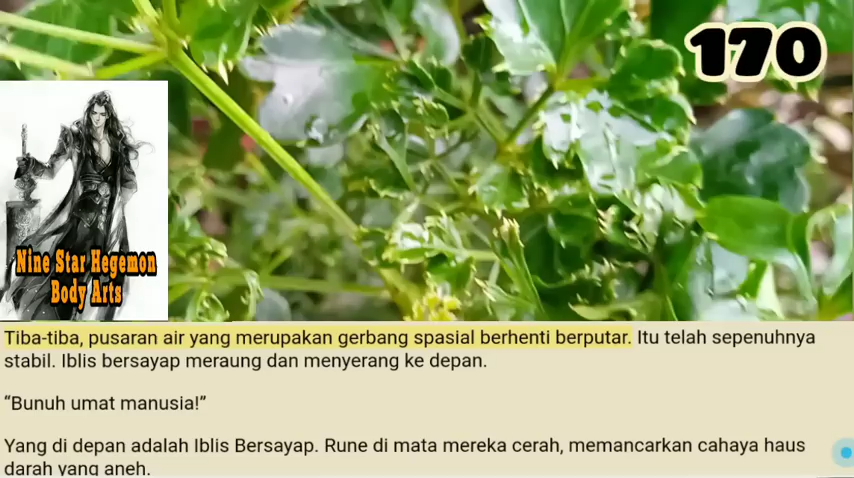 170
Nine Star Hegemon
Body Arts
Tiba-tiba, pusaran air yang merupakan gerbang spasial berhenti berputar. Itu telah sepenuhnya
stabil. Iblis bersayap meraung dan menyerang ke depan.
“Bunuh umat manusia!”
Yang di depan adalah Iblis Bersayap. Rune di mata mereka cerah, memancarkan cahaya haus
darah yang aneh.